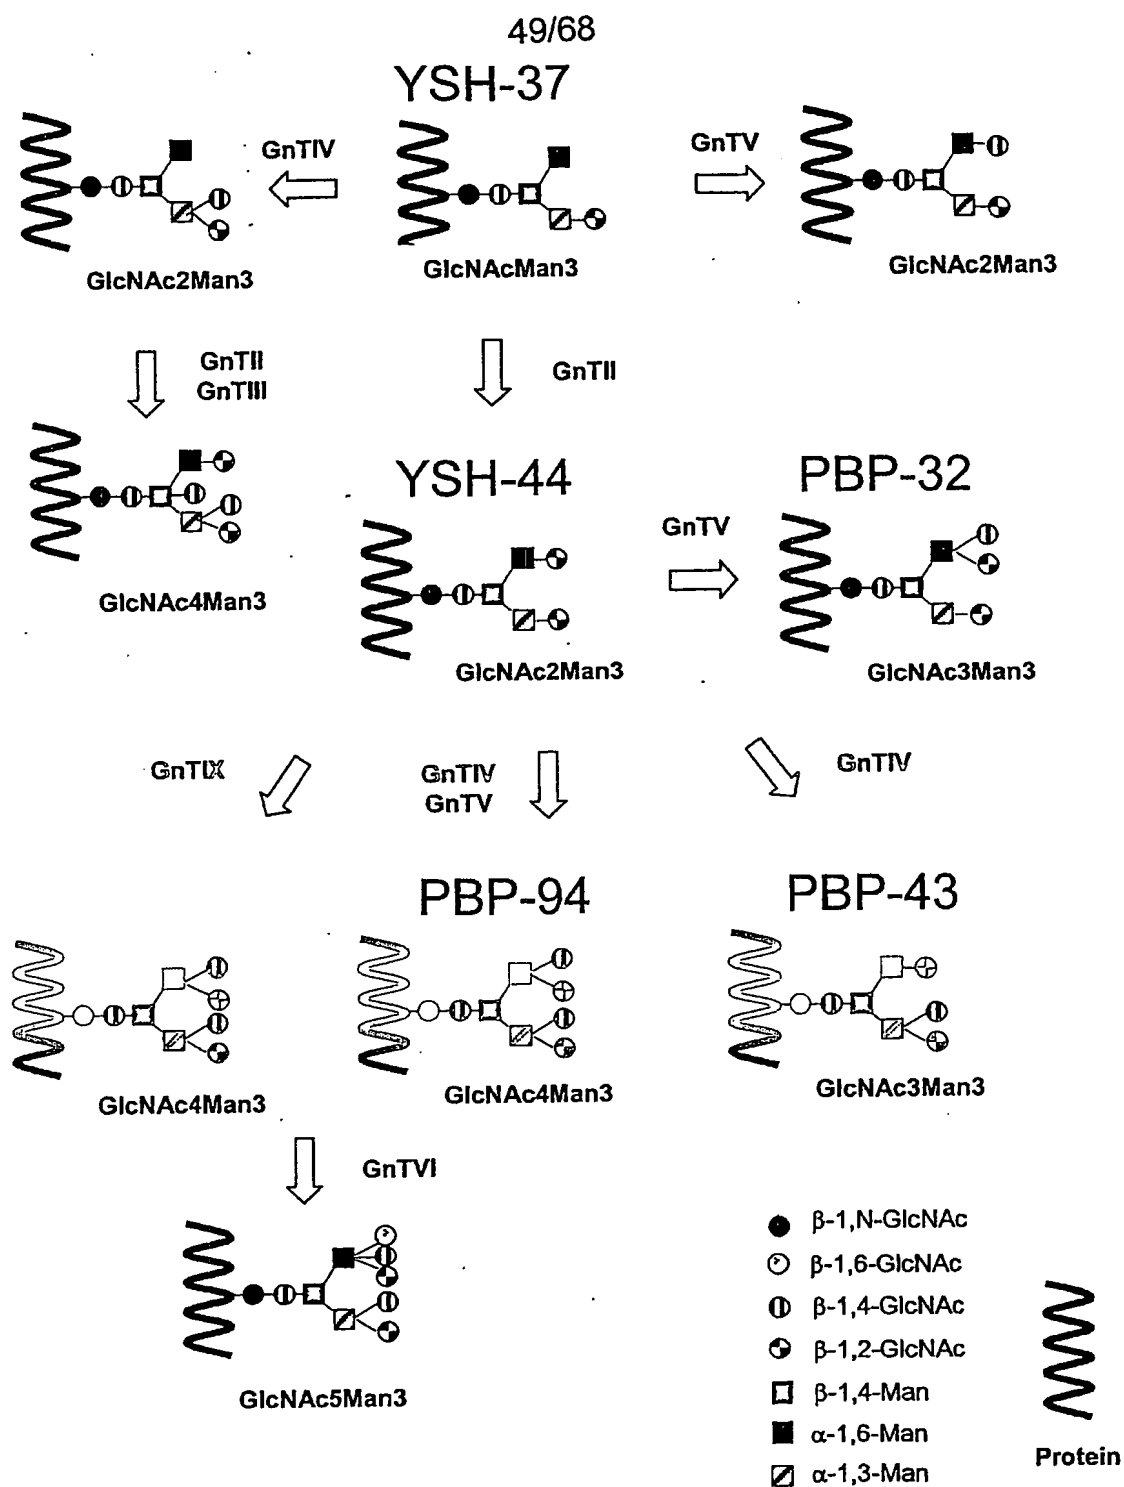 49/68
YSH-37
GnTIV
GnTV
GlcNAc2Man3
GlcNAcMan3
GlcNAc2Man3
GnTII
GnTIII
GnTII
YSH-44
PBP-32
GnTV
GlcNAc4Man3
GlcNAc2Man3
GlcNAc3Man3
GnTIX
GnTIV
GnTV
GnTIV
PBP-94
PBP-43
GlcNAc4Man3
GlcNAc4Man3
GlcNAc3Man3
GnTVI
β-1,N-GlcNAc
β-1,6-GlcNAc
β-1,4-GlcNAc
β-1,2-GlcNAc
β-1,4-Man
α-1,6-Man
α-1,3-Man
GlcNAc5Man3
Protein